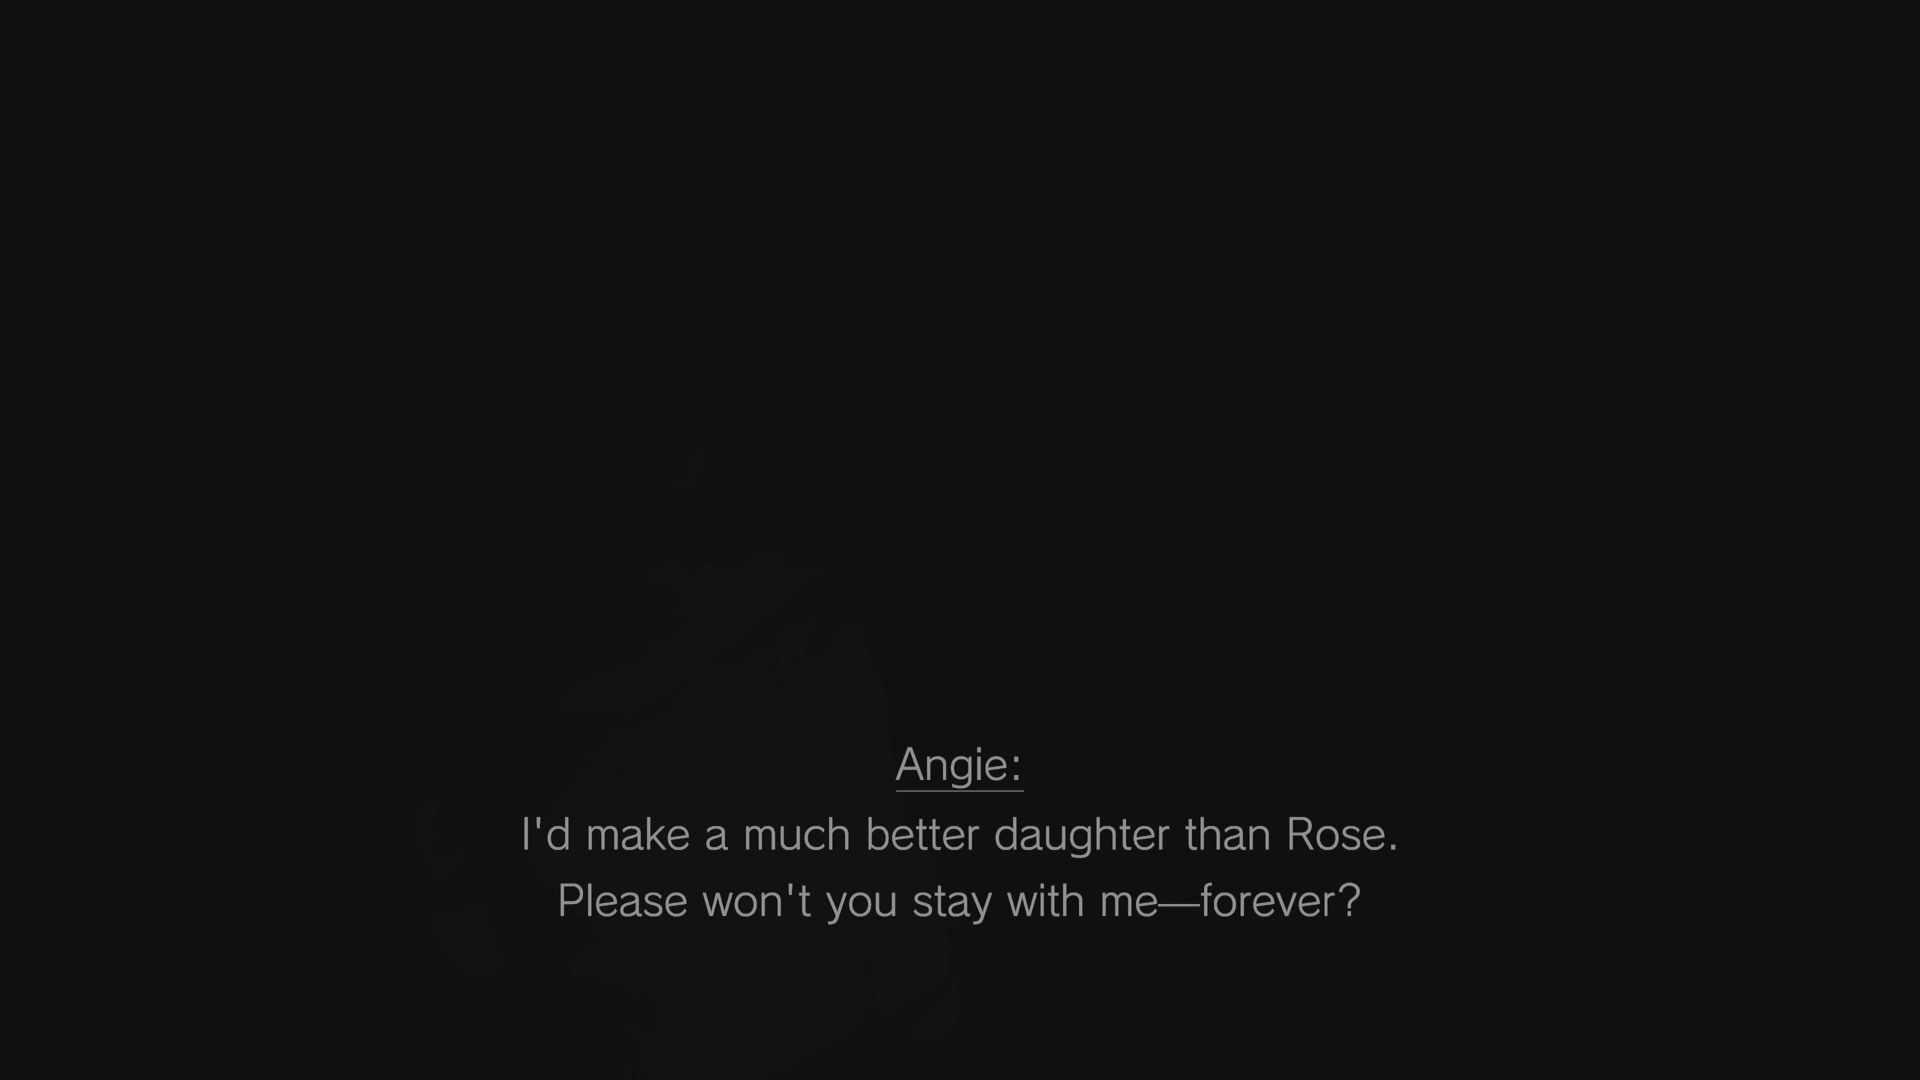 Angie:
I'd make a much better daughter than Rose.
Please won't you stay with me—forever?